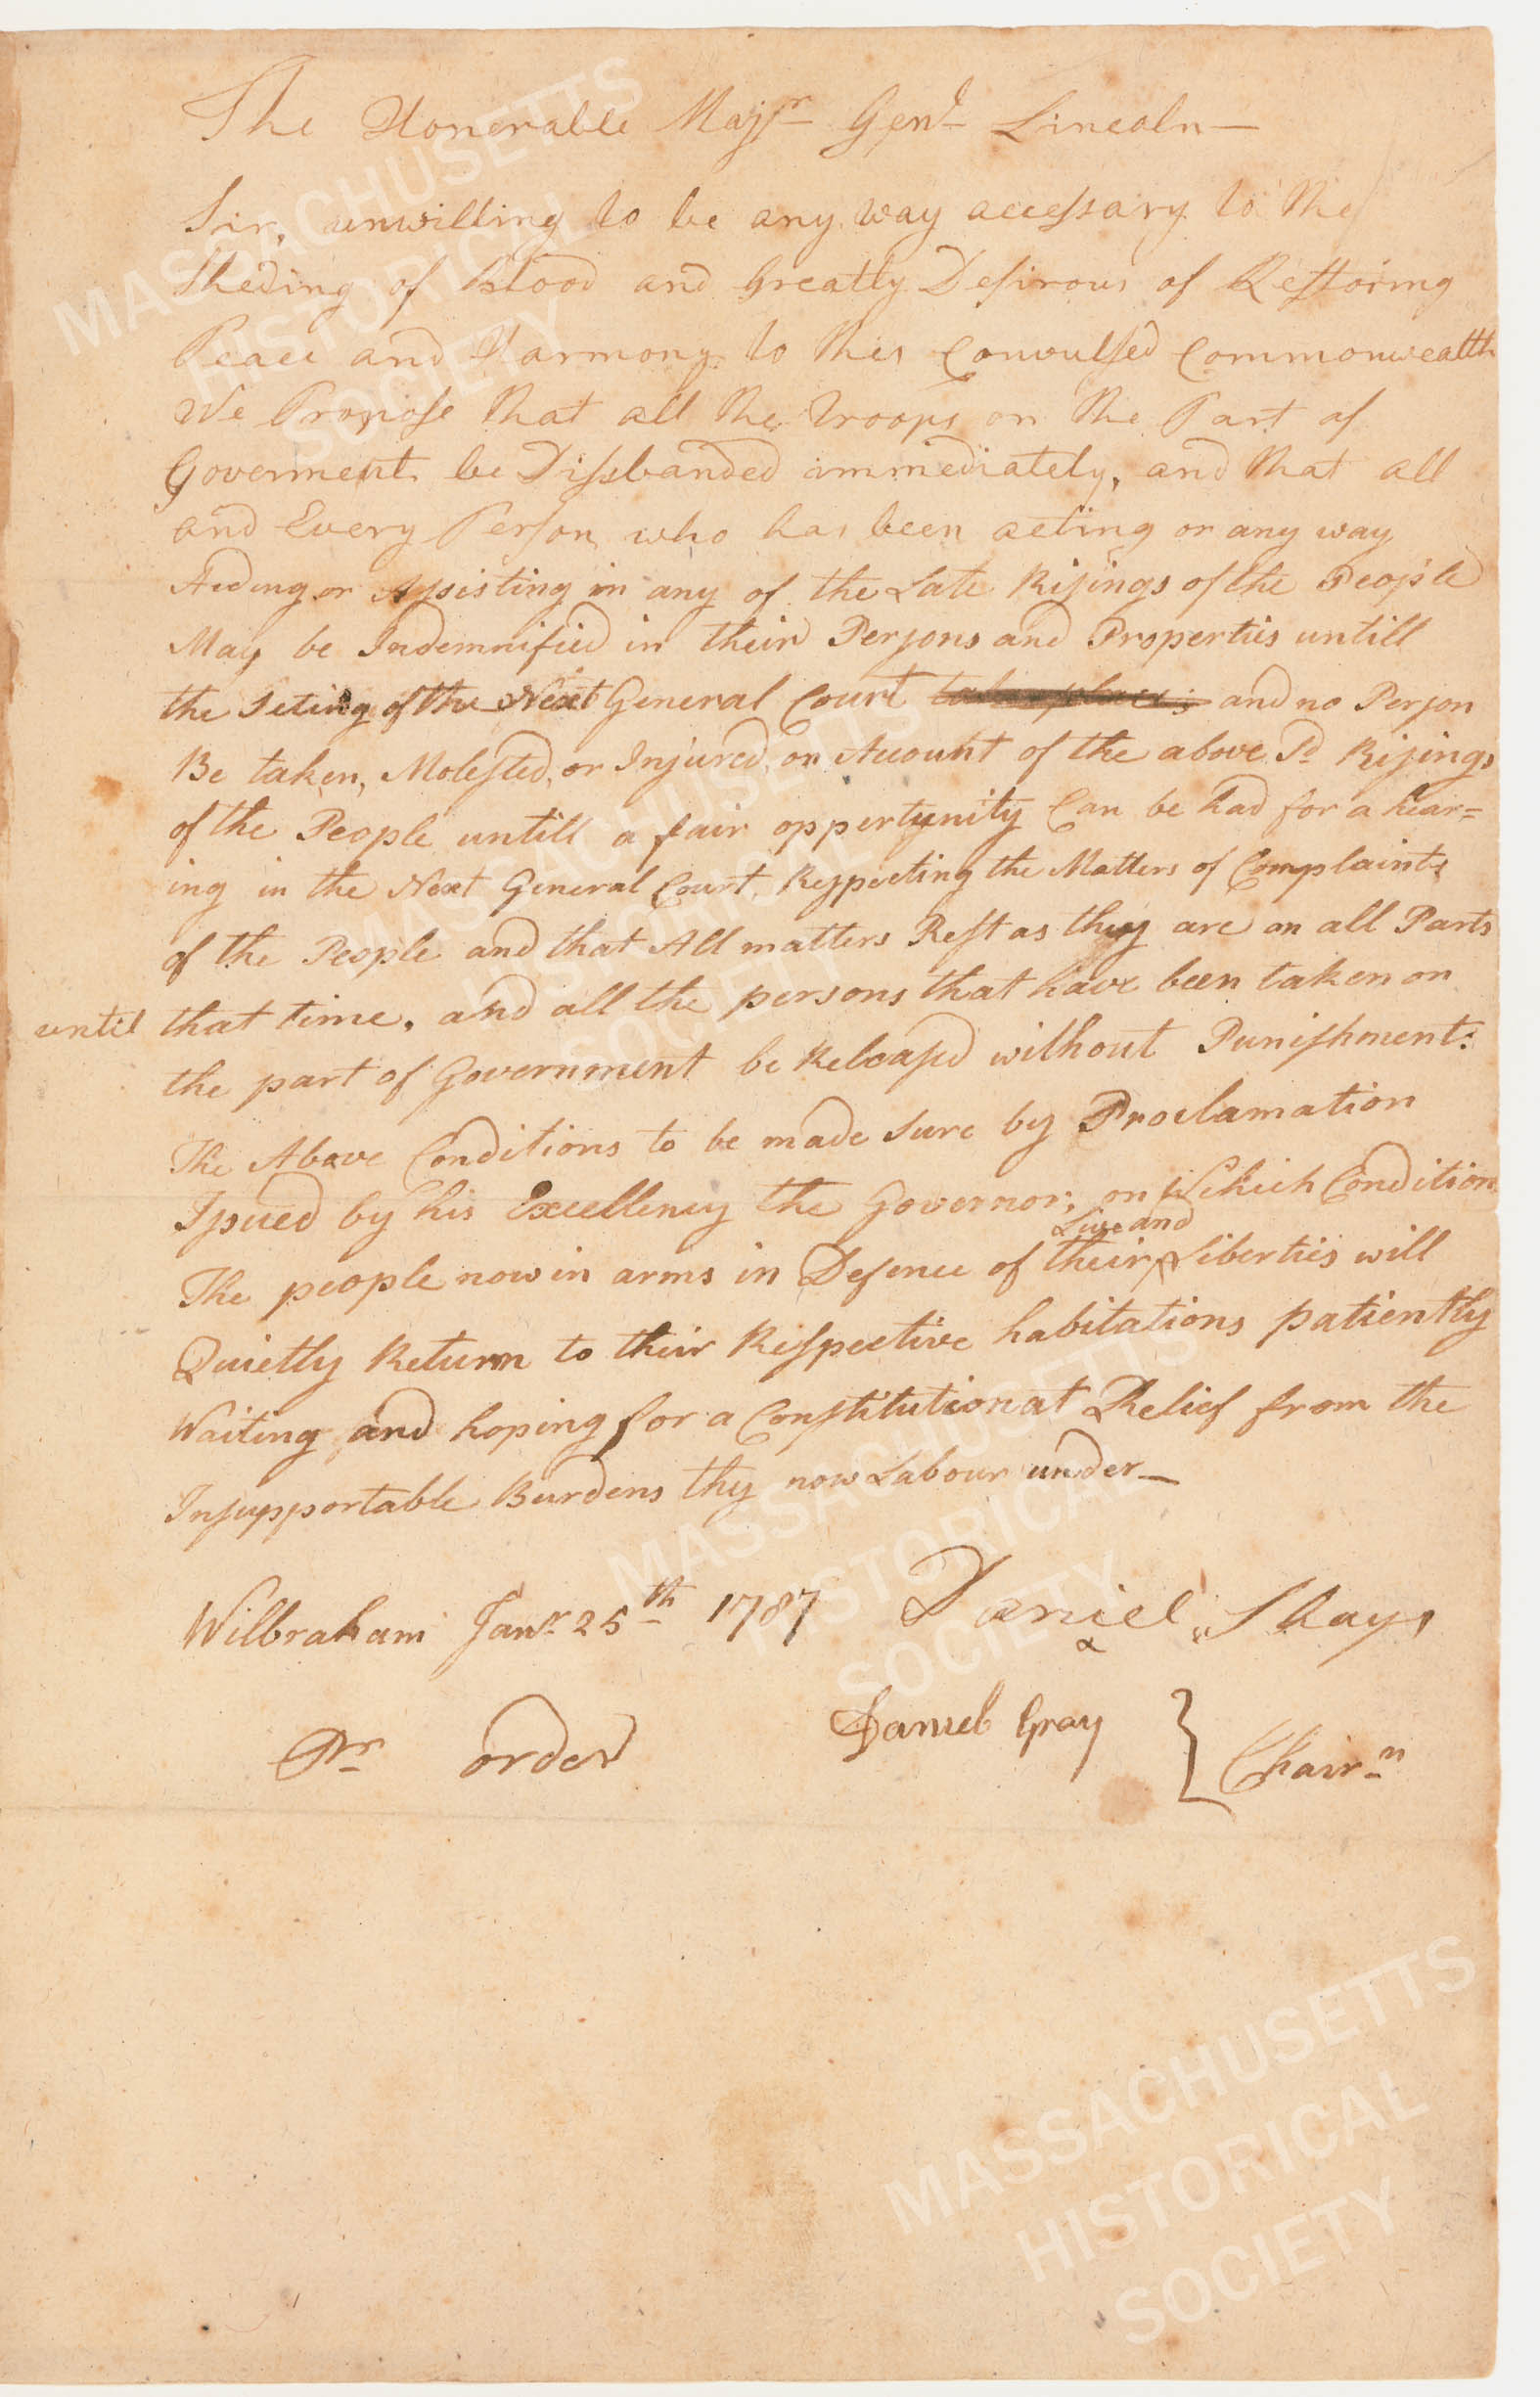 The Honerable Majr Genl Lincoln—
Sir, unwilling to be any way accessary to the
Sheding of Blood and Greatly Desirous of Restoring
Peace and Harmony to this Convulsed Commonwealth
We Propose that all the Troops on the Part of
Goverment be Dissbanded immediately, and that all
and Every Person who has been acting or any way
Aeding or Assisting in any of the Late Risings of the People
May be Indemnified in their Persons and Properties untill
the Seting of the Next General Court and no Person
Be taken, Molested, or Injured, on Account of the above Sd Risings
of the People untill a fair oppertunity Can be had for a hear=
ing in the Next General Court, Respecting the Matters of Complaints
of the People and that All matters Rest as they are on all Parts
until that time. and all the persons that have been taken on
the part of Government be Releasd without Punishment:
The Above Conditions to be made Sure by Proclamation
Issued by his Excellency the Governor; on Which Condition
Live and
The people now in arms in Defence of their Liberties will
Quietly Return to their Respective habitations patiently
Waiting and hoping for a Constitutional Relief from the
Insupportable Burdens thy now Labour under—
Wilbraham Janr 25th 1787 Daniel Shays
&
Pr order Daniel Gray } Chairn
MASSACHUSETTS
HISTORICAL
SOCIETY
MASSACHUSETTS
HISTORICAL
SOCIETY
MASSACHUSETTS
HISTORICAL
SOCIETY
MASSACHUSETTS
HISTORICAL
SOCIETY